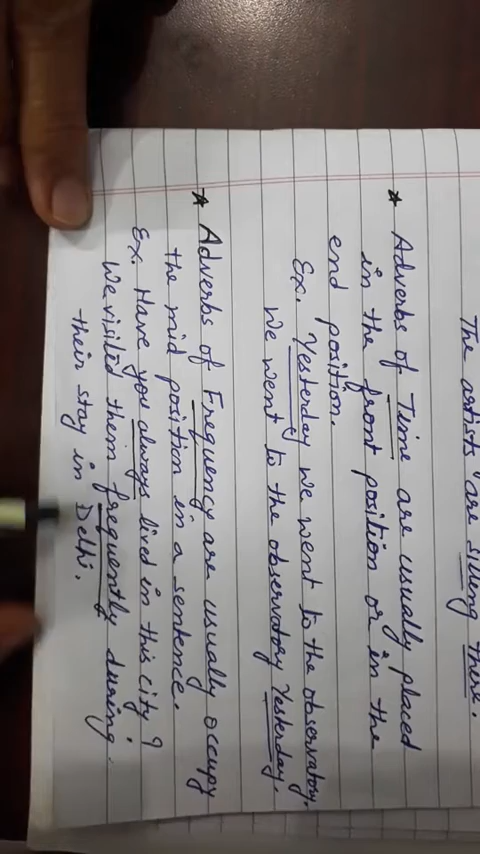 The artists are sitting there.
* Adverbs of Time are usually placed
in the front position or in the
end position.
Ex. Yesterday we went to the observatory.
We went to the observatory Yesterday.
* Adverbs of Frequency are usually occupy
the mid position in a sentence.
Ex. Have you always lived in this city?
We visited them frequently during
their stay in Delhi.